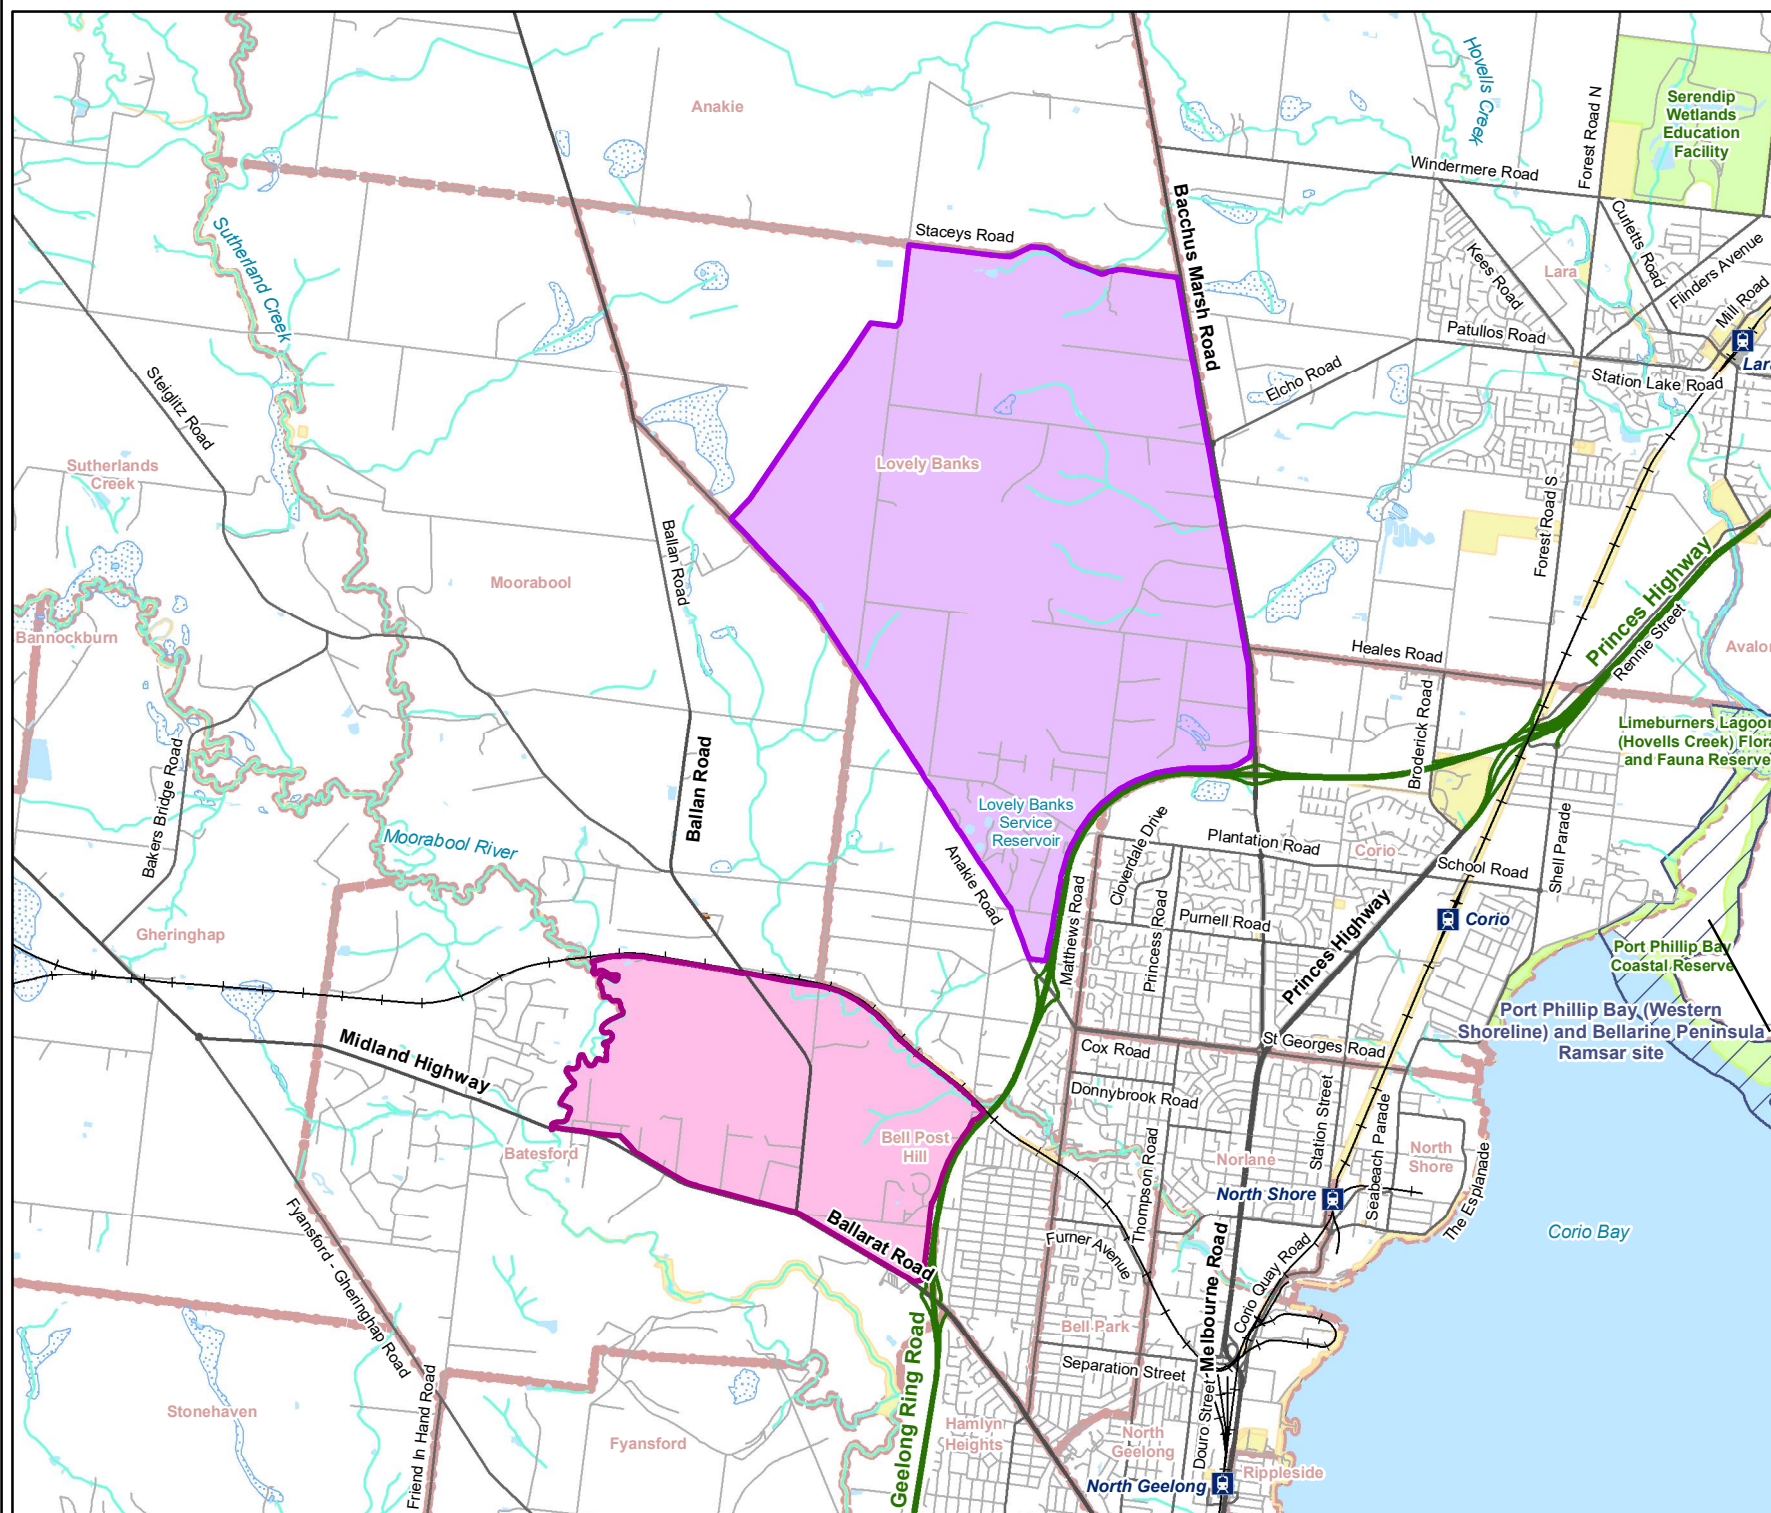 Hovells Creek
Anakie
Forest Road N
Serendip
Wetlands
Education
Facility
Windermere Road
Bacchus Marsh Road
Sutherland Creek
Staceys Road
Curletts Road
Kees Road
Lara
Flinders Avenue
Mill Road
Patullos Road
Lara
Elcho Road
Station Lake Road
Steiglitz Road
Sutherlands
Creek
Lovely Banks
Forest Road S
Princes Highway
Ballan Road
Moorabool
Bannockburn
Rennie Street
Heales Road
Avalon
Broderick Road
Limeburners Lagoon
(Hovells Creek) Flora
and Fauna Reserve
Bakers Bridge Road
Ballan Road
Lovely Banks
Service
Reservoir
Moorabool River
Cloverdale Drive
Plantation Road
Corio
School Road
Shell Parade
Anakie Road
Matthews Road
Princess Road
Purnell Road
Princes Highway
Corio
Gheringhap
Port Phillip Bay
Coastal Reserve
Port Phillip Bay (Western
Shoreline) and Bellarine Peninsula
Ramsar site
Midland Highway
Cox Road
St Georges Road
Donnybrook Road
Station Street
Seabeach Parade
Bell Post
Hill
Batesford
Thompson Road
Norlane
North
Shore
The Esplanade
North Shore
Fyansford - Gheringhap Road
Ballarat Road
Furner Avenue
Melbourne Road
Corio Quay Road
Corio Bay
Geelong Ring Road
Bell Park
Separation Street
Friend In Hand Road
Stonehaven
Fyansford
Hamlyn
Heights
North
Geelong
Douro Street
Rippleside
North Geelong